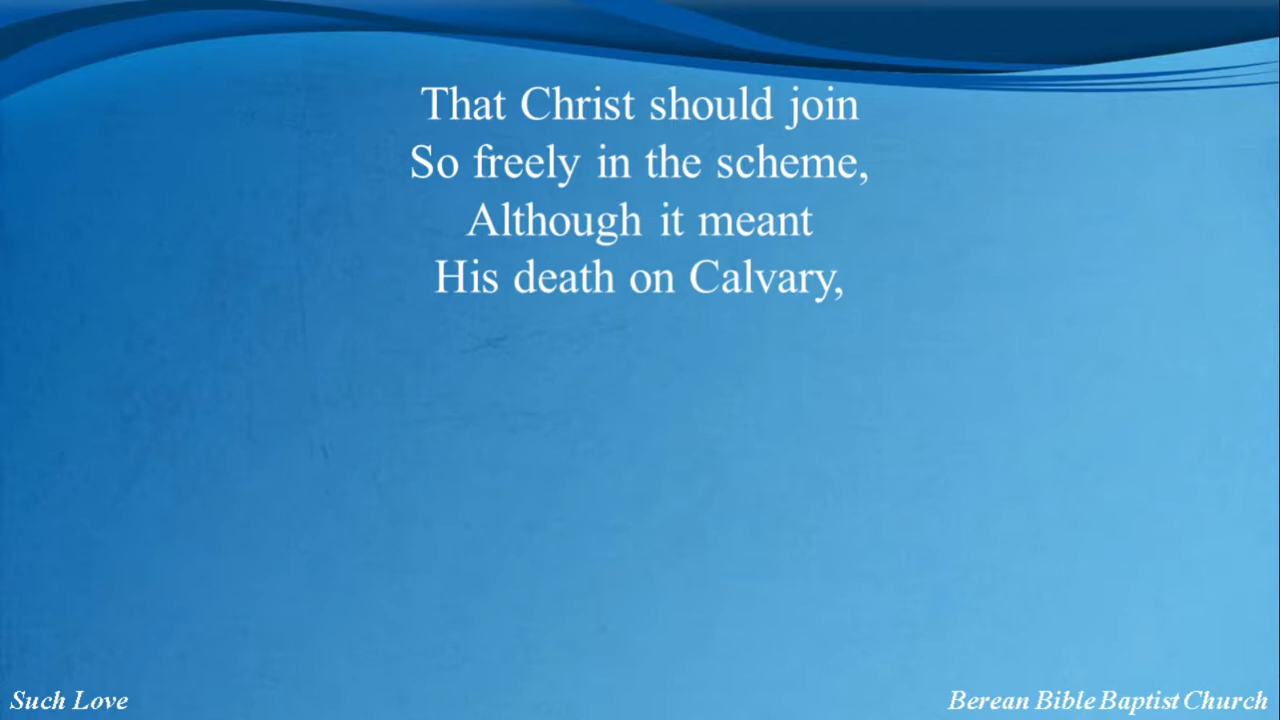 That Christ should join
So freely in the scheme,
Although it meant
His death on Calvary,
Such Love
Berean Bible Baptist Church